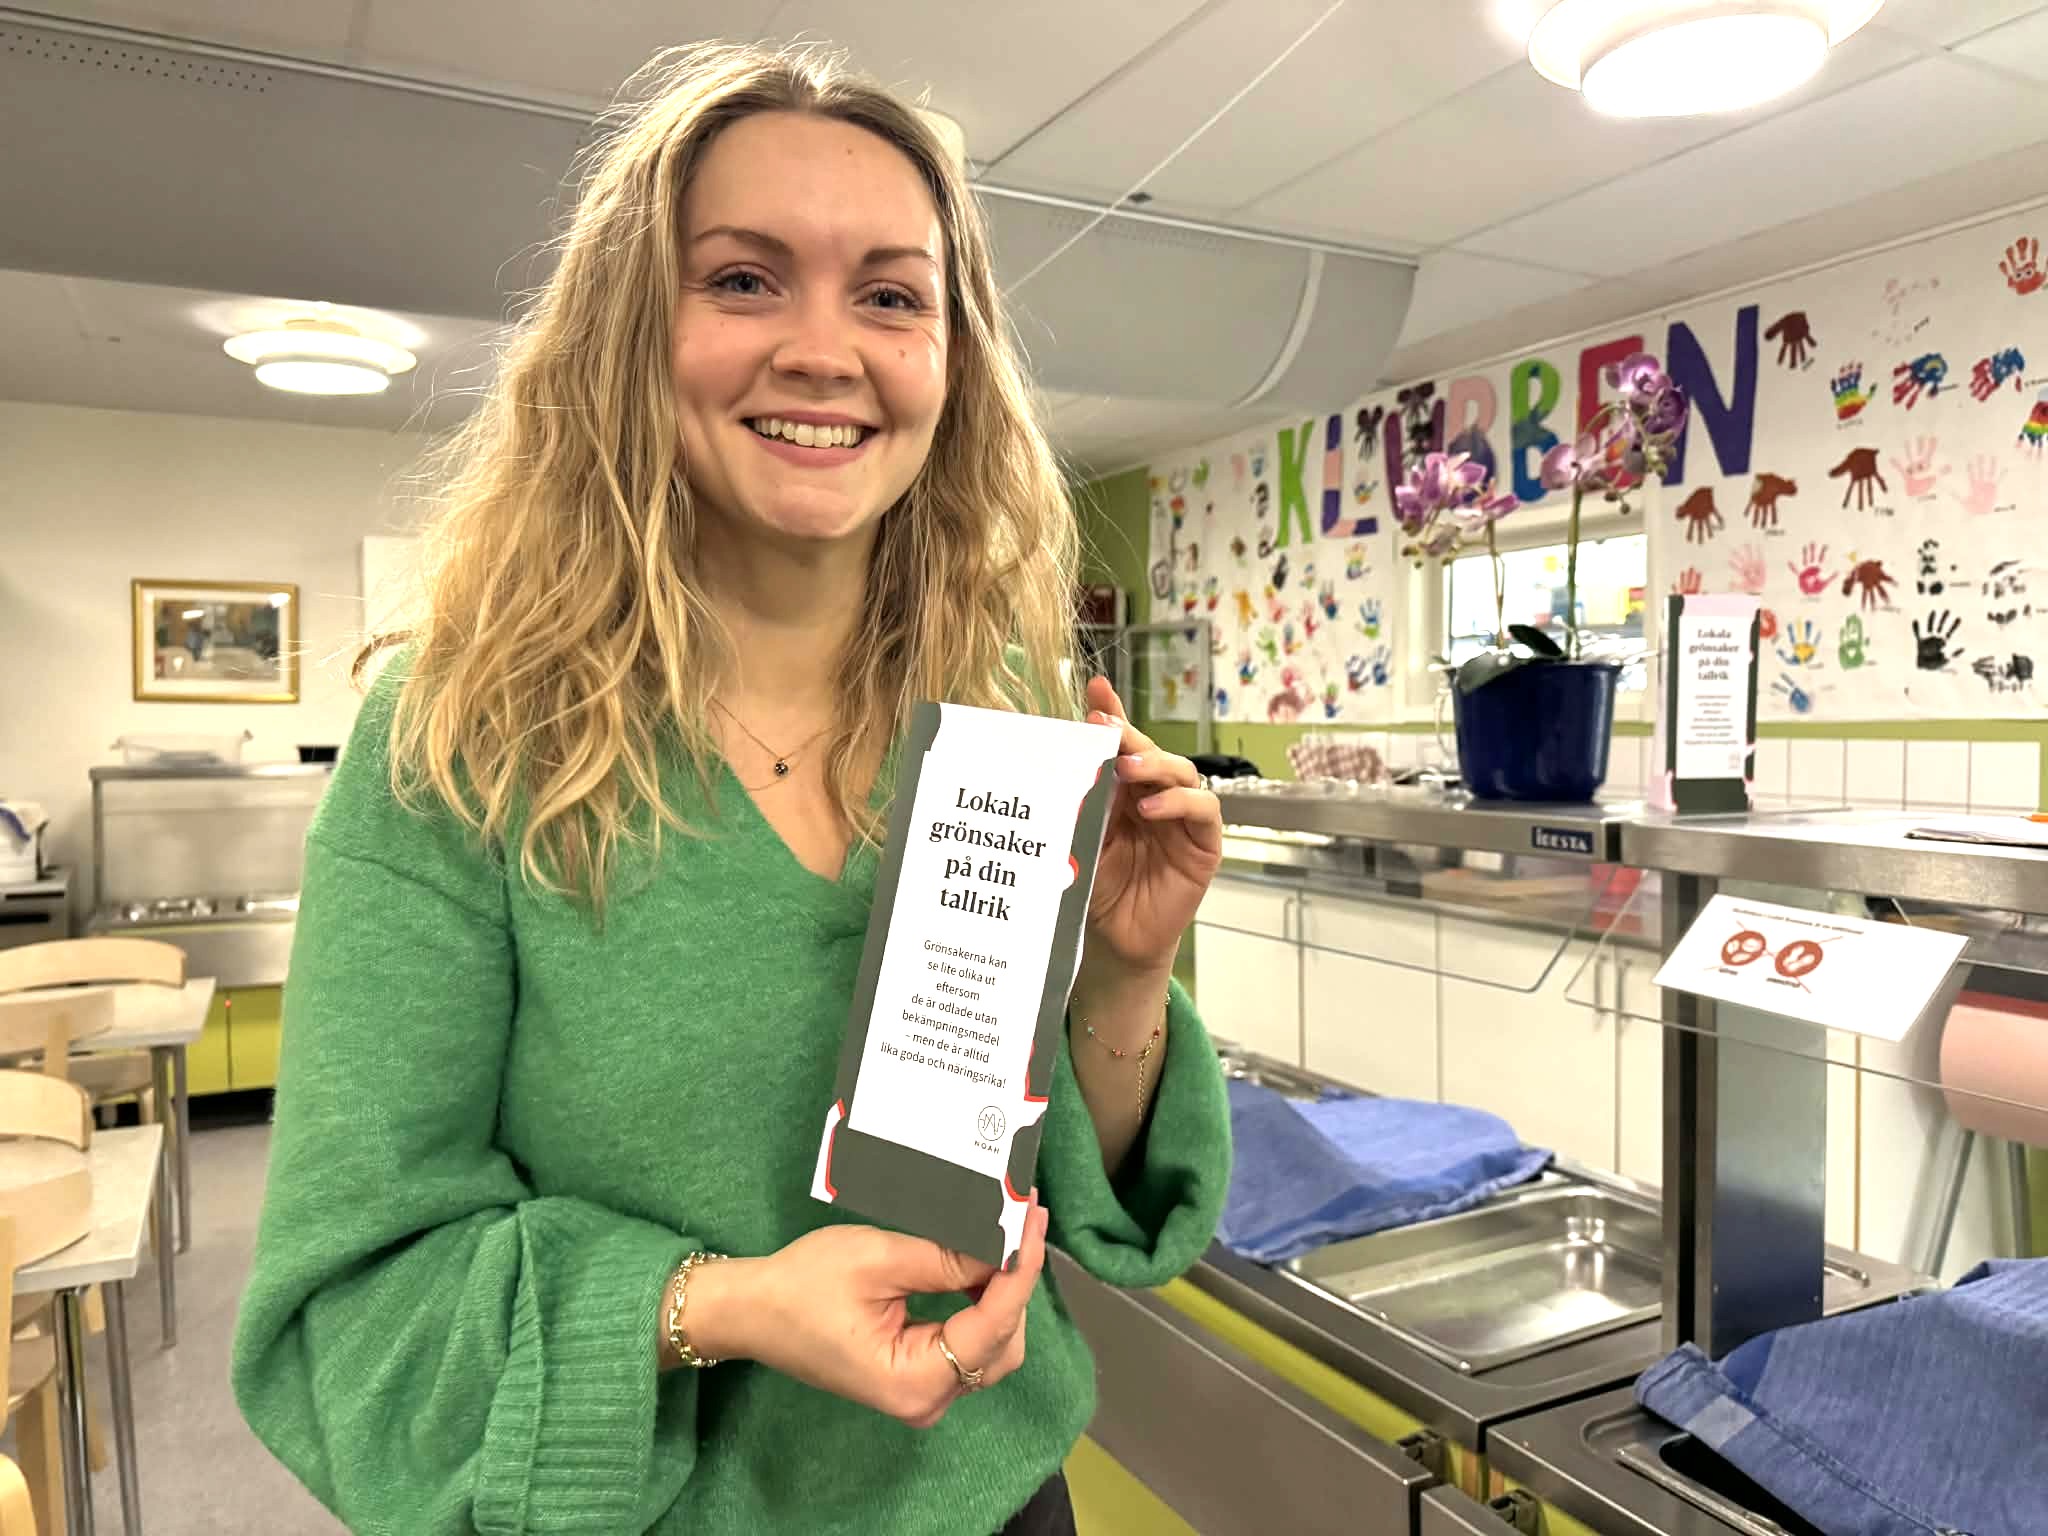 KLUBBEN
Lokala
grönsaker
på din
tallrik
Grönsakerna kan
se lite olika ut
eftersom
de är odlade utan
bekämpningsmedel
– men de är alltid
lika goda och näringsrika!
NOAH
Lokala
grönsaker
på din
tallrik